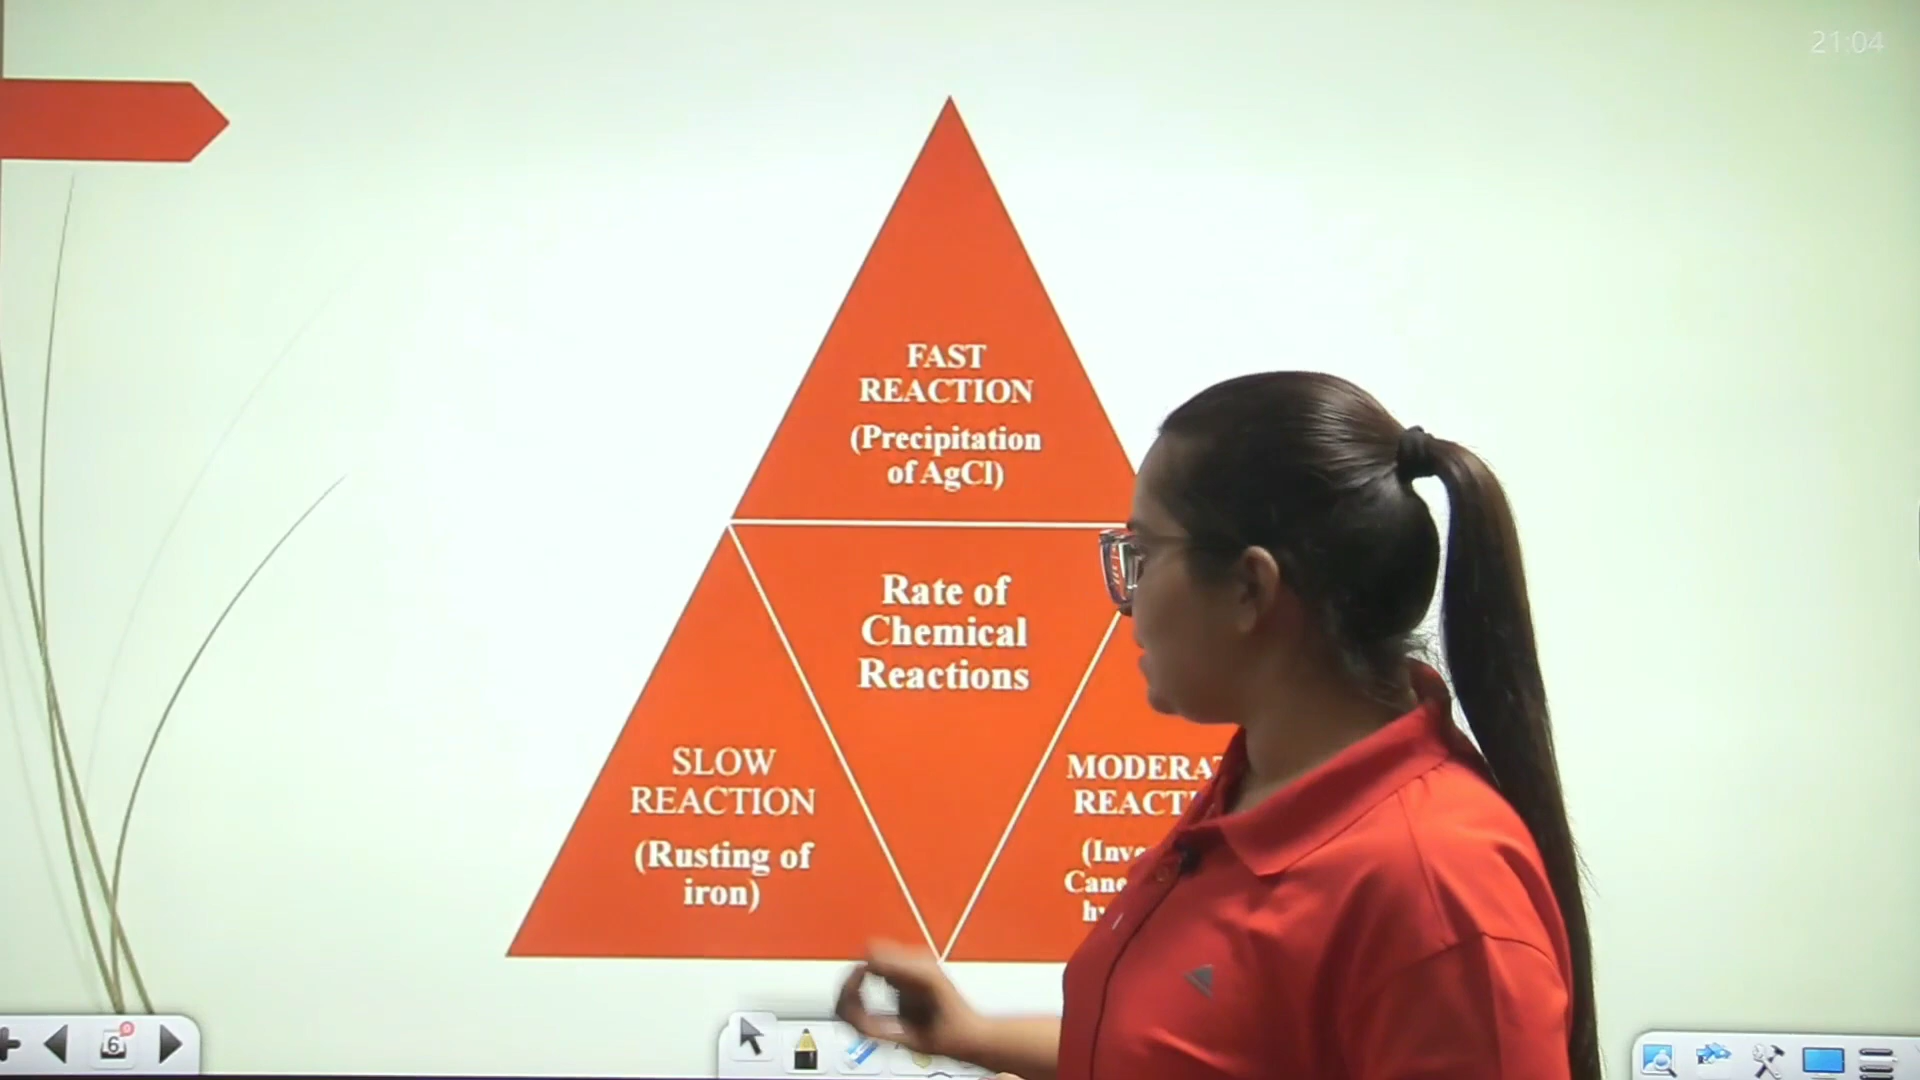 21:04
FAST
REACTION
(Precipitation
of AgCl)
Rate of
Chemical
Reactions
SLOW
REACTION
(Rusting of
iron)
6